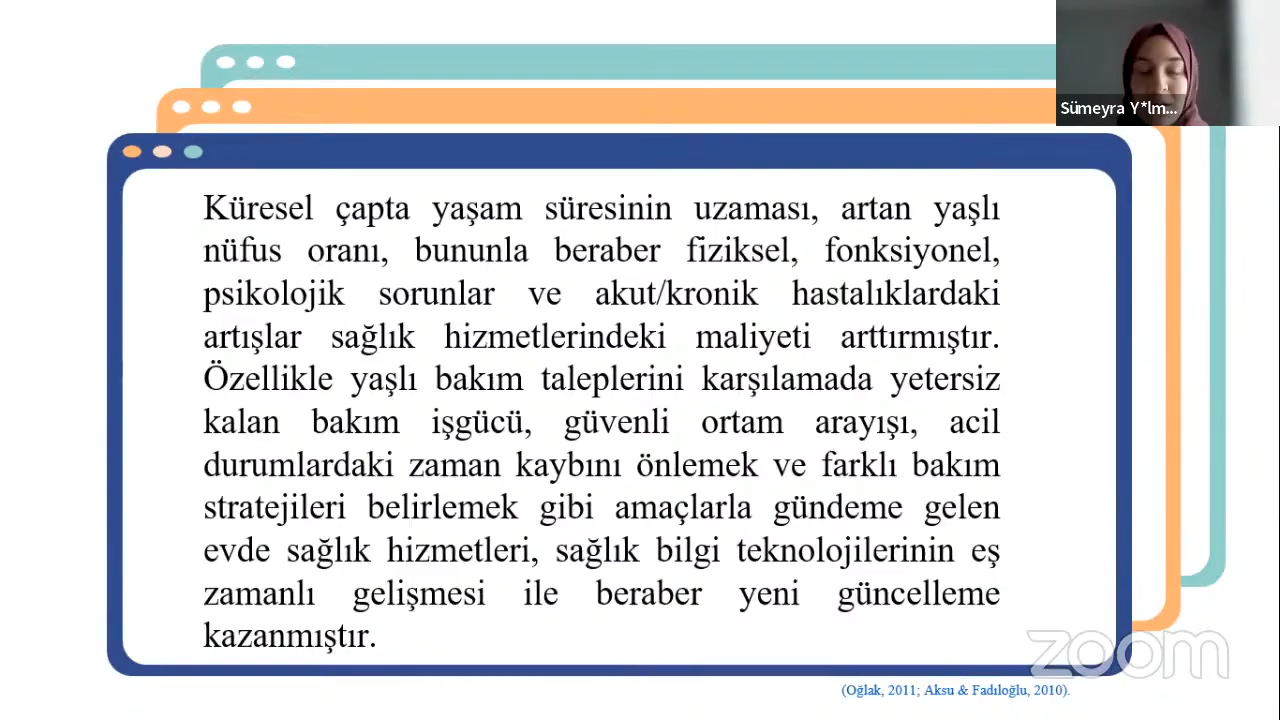 Sümeyra Y*lm...
Küresel çapta yaşam süresinin uzaması, artan yaşlı
nüfus oranı, bununla beraber fiziksel, fonksiyonel,
psikolojik sorunlar ve akut/kronik hastalıklardaki
artışlar sağlık hizmetlerindeki maliyeti arttırmıştır.
Özellikle yaşlı bakım taleplerini karşılamada yetersiz
kalan bakım işgücü, güvenli ortam arayışı, acil
durumlardaki zaman kaybını önlemek ve farklı bakım
stratejileri belirlemek gibi amaçlarla gündeme gelen
evde sağlık hizmetleri, sağlık bilgi teknolojilerinin eş
zamanlı gelişmesi ile beraber yeni güncelleme
kazanmıştır.
zoom
(Oğlak, 2011; Aksu & Fadıloğlu, 2010).